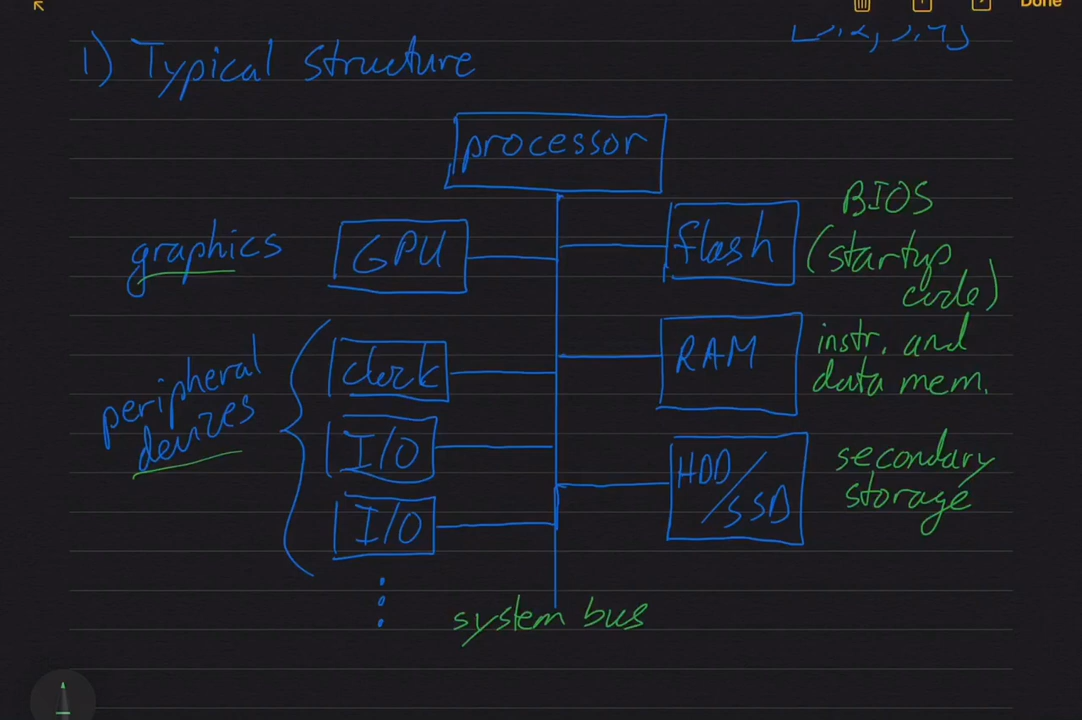 Done
1) Typical structure
processor
graphics
GPU
flash
BIOS
(startup
code)
peripheral
devices
clock
I/O
I/O
RAM
instr. and
data mem.
HDD/
SSD
secondary
storage
system bus